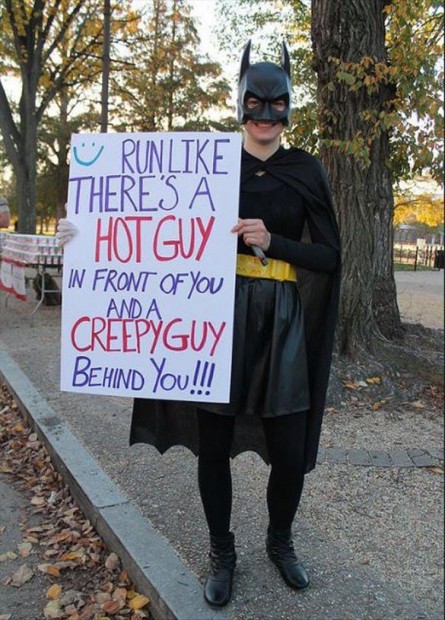 RUN LIKE
THERE'S A
HOT GUY
IN FRONT OF YOU
AND A
CREEPY GUY
BEHIND YOU!!!